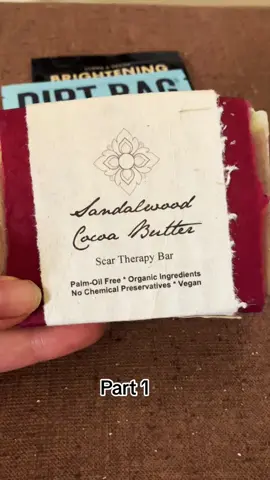 BRIGHTENING
DIRT BAG
Sandalwood
Cocoa Butter
Scar Therapy Bar
Palm-Oil Free * Organic Ingredients
No Chemical Preservatives * Vegan
Part 1